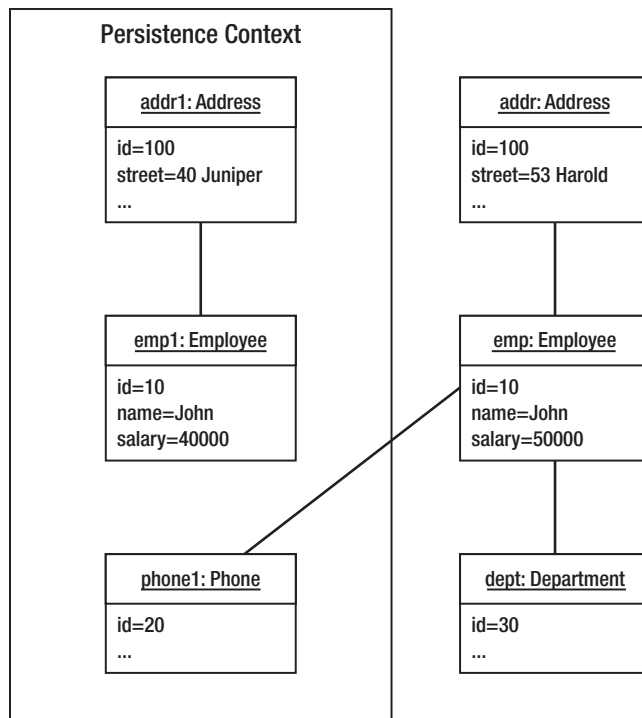 Persistence Context
addr1: Address
id=100
street=40 Juniper
...
addr: Address
id=100
street=53 Harold
...
emp1: Employee
id=10
name=John
salary=40000
emp: Employee
id=10
name=John
salary=50000
phone1: Phone
id=20
...
dept: Department
id=30
...